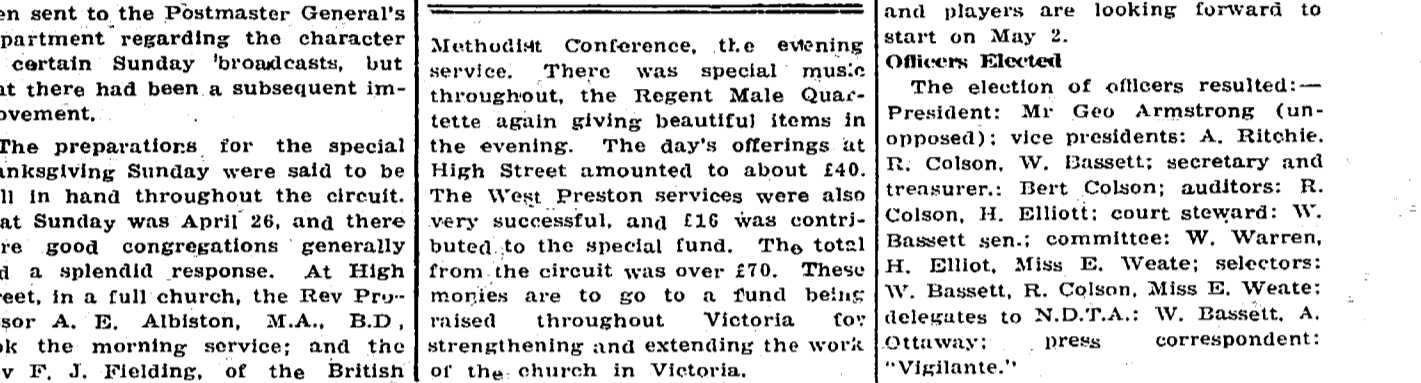 en sent to the Postmaster General's
partment regarding the character
certain Sunday broadcasts, but
at there had been a subsequent im-
ovement.
The preparations for the special
anksgiving Sunday were said to be
ll in hand throughout the circuit.
at Sunday was April 26, and there
re good congregations generally
d a splendid response. At High
reet, in a full church, the Rev Pro-
sor A. E. Albiston, M.A., B.D,
ok the morning service; and the
v F. J. Fielding, of the British
Methodist Conference, the evening
service. There was special music
throughout, the Regent Male Quar-
tette again giving beautiful items in
the evening. The day's offerings at
High Street amounted to about £40.
The West Preston services were also
very successful, and £16 was contri-
buted to the special fund. The total
from the circuit was over £70. These
monies are to go to a fund being
raised throughout Victoria for
strengthening and extending the work
of the church in Victoria.
and players are looking forward to
start on May 2.
Officers Elected
The election of officers resulted:—
President: Mr Geo Armstrong (un-
opposed); vice presidents: A. Ritchie.
R. Colson, W. Bassett; secretary and
treasurer.: Bert Colson; auditors: R.
Colson, H. Elliott; court steward: W.
Bassett sen.; committee: W. Warren,
H. Elliot, Miss E. Weate; selectors:
W. Bassett, R. Colson, Miss E. Weate;
delegates to N.D.T.A.: W. Bassett, A.
Ottaway; press correspondent:
"Vigilante."